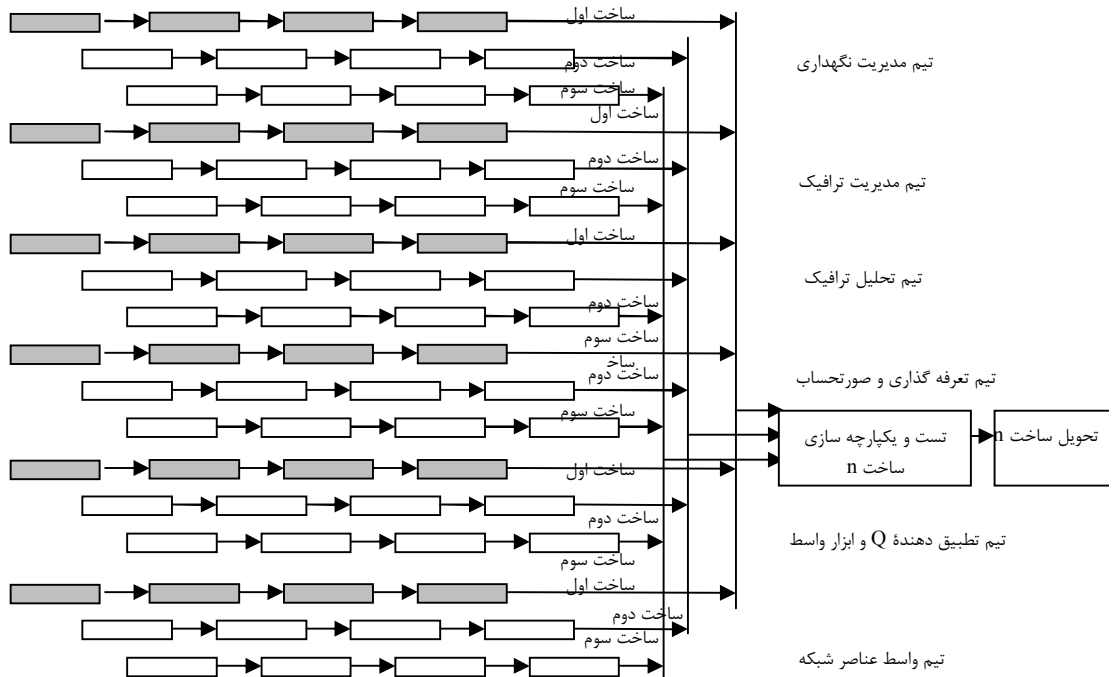 ساخت اول
ساخت دوم
تیم مدیریت نگهداری
ساخت سوم
ساخت اول
ساخت دوم
تیم مدیریت ترافیک
ساخت سوم
ساخت اول
تیم تحلیل ترافیک
ساخت دوم
ساخت سوم
ساخ
ساخت دوم
تیم تعرفه گذاری و صورتحساب
ساخت سوم
تست و یکپارچه سازی
ساخت n
تحویل ساخت n
ساخت اول
ساخت دوم
تیم تطبیق دهندۀ Q و ابزار واسط
ساخت سوم
ساخت اول
ساخت دوم
ساخت سوم
تیم واسط عناصر شبکه